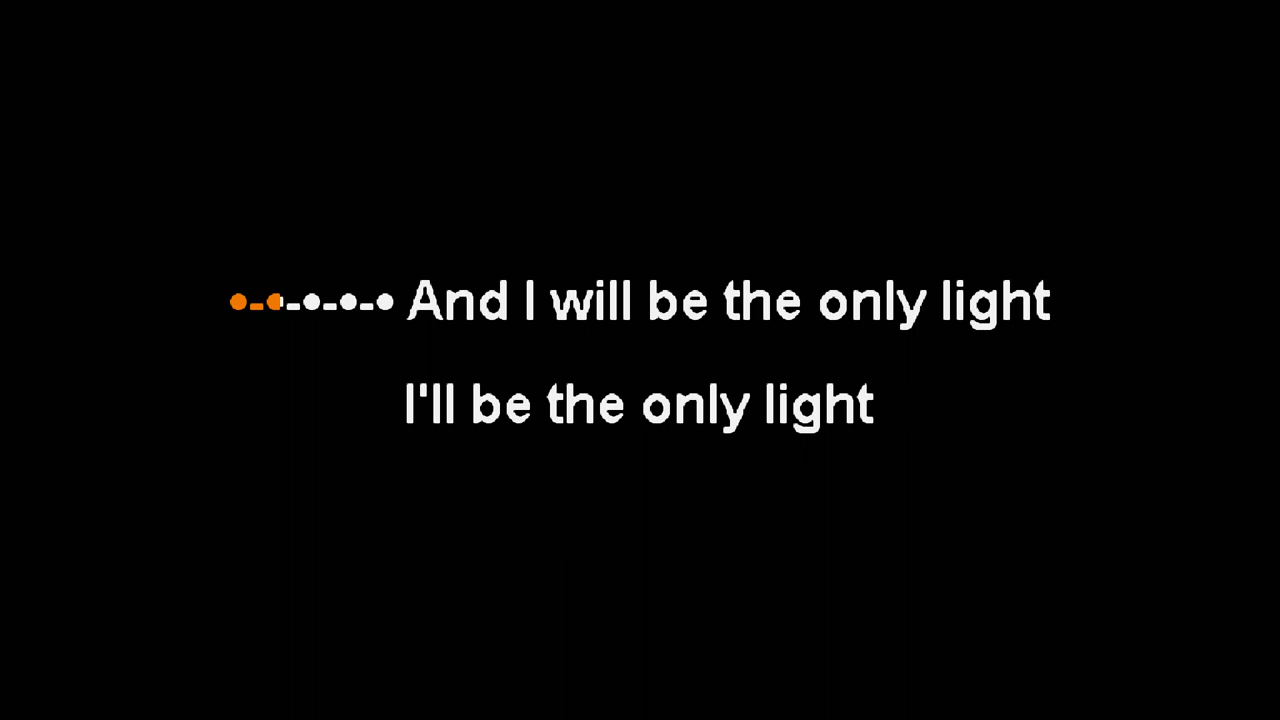 •-•-•-•-• And I will be the only light
I'll be the only light